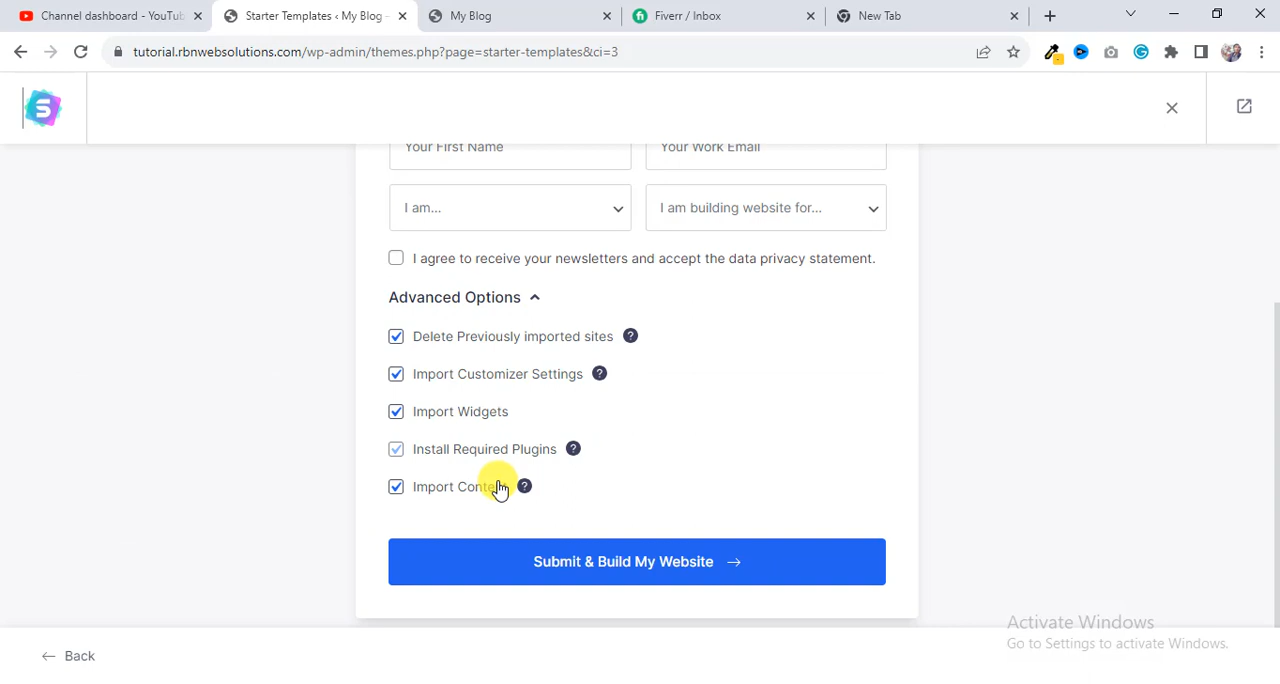 Channel dashboard - YouTu
Starter Templates ‹ My Blog -
My Blog
Fiverr / Inbox
New Tab
tutorial.rbnwebsolutions.com/wp-admin/themes.php?page=starter-templates&ci=3
Your First Name
Your Work Email
I am...
I am building website for...
I agree to receive your newsletters and accept the data privacy statement.
Advanced Options
Delete Previously imported sites ?
Import Customizer Settings ?
Import Widgets
Install Required Plugins ?
Import Content ?
Submit & Build My Website →
Activate Windows
Go to Settings to activate Windows.
← Back